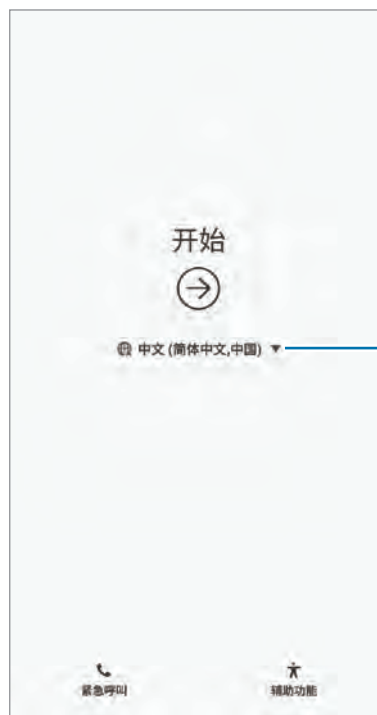 开始
中文 (简体中文,中国)
紧急呼叫
辅助功能